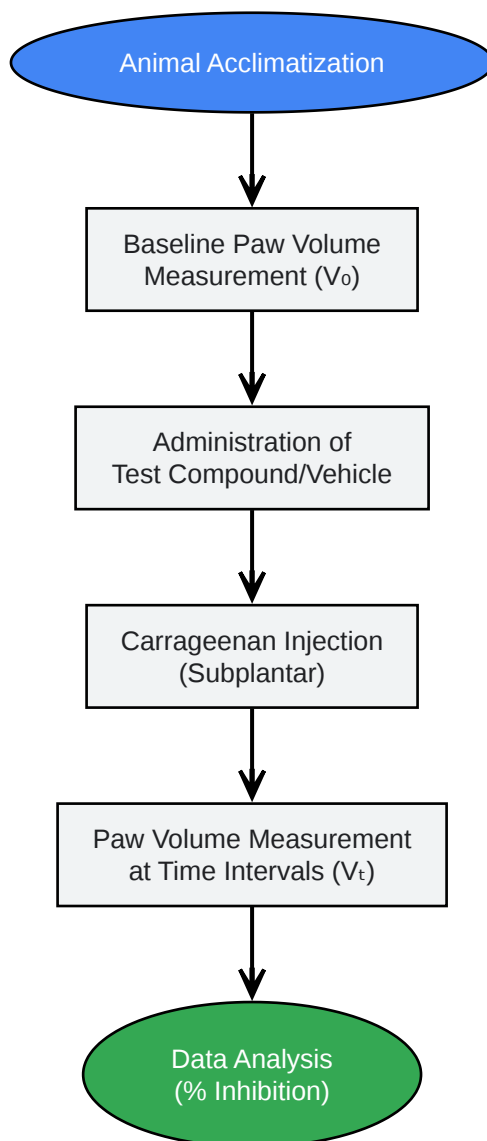 Animal Acclimatization
Baseline Paw Volume
Measurement (V₀)
Administration of
Test Compound/Vehicle
Carrageenan Injection
(Subplantar)
Paw Volume Measurement
at Time Intervals (Vₜ)
Data Analysis
(% Inhibition)